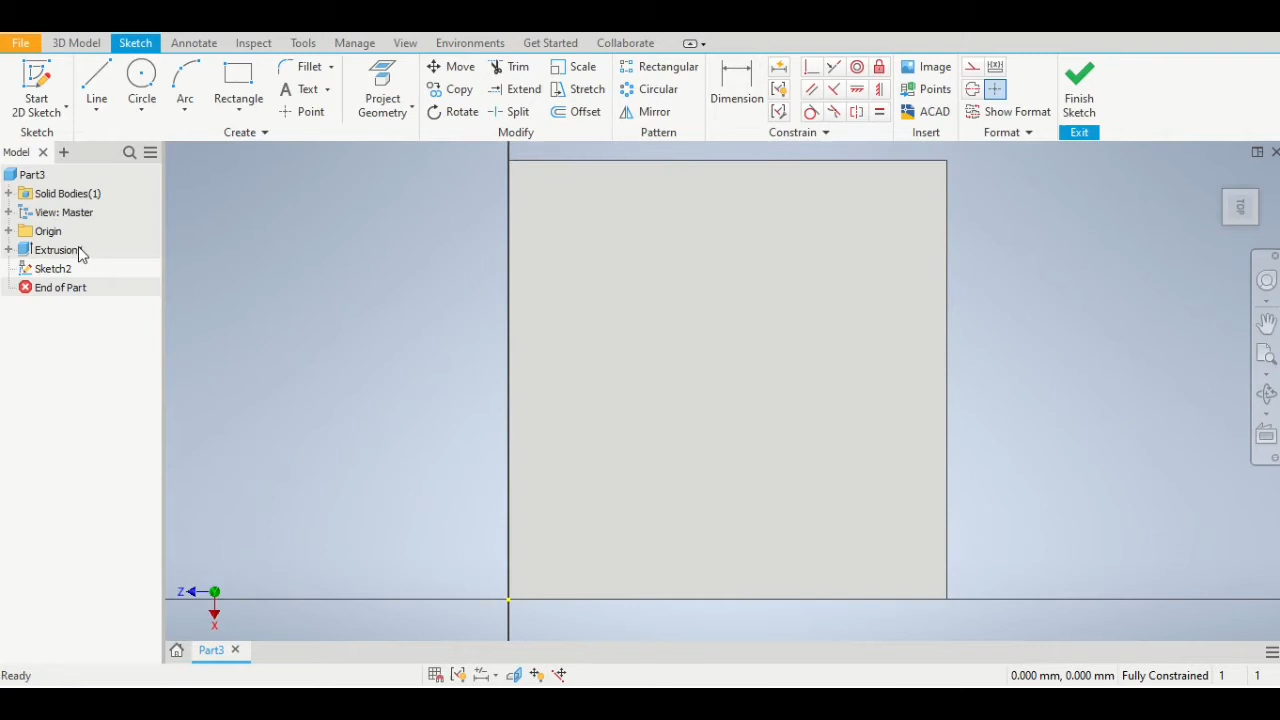 File 3D Model Sketch Annotate Inspect Tools Manage View Environments Get Started Collaborate
Start
2D Sketch
Line
Circle
Arc
Rectangle
Fillet
Text
Point
Project
Geometry
Move
Copy
Rotate
Trim
Extend
Split
Scale
Stretch
Offset
Rectangular
Circular
Mirror
Dimension
Image
Points
ACAD
Show Format
Finish
Sketch
Sketch Create Modify Pattern Constrain Insert Format Exit
Model
Part3
Solid Bodies(1)
View: Master
Origin
Extrusion
Sketch2
End of Part
TOP
Z
X
Part3
Ready
0.000 mm, 0.000 mm Fully Constrained 1 1